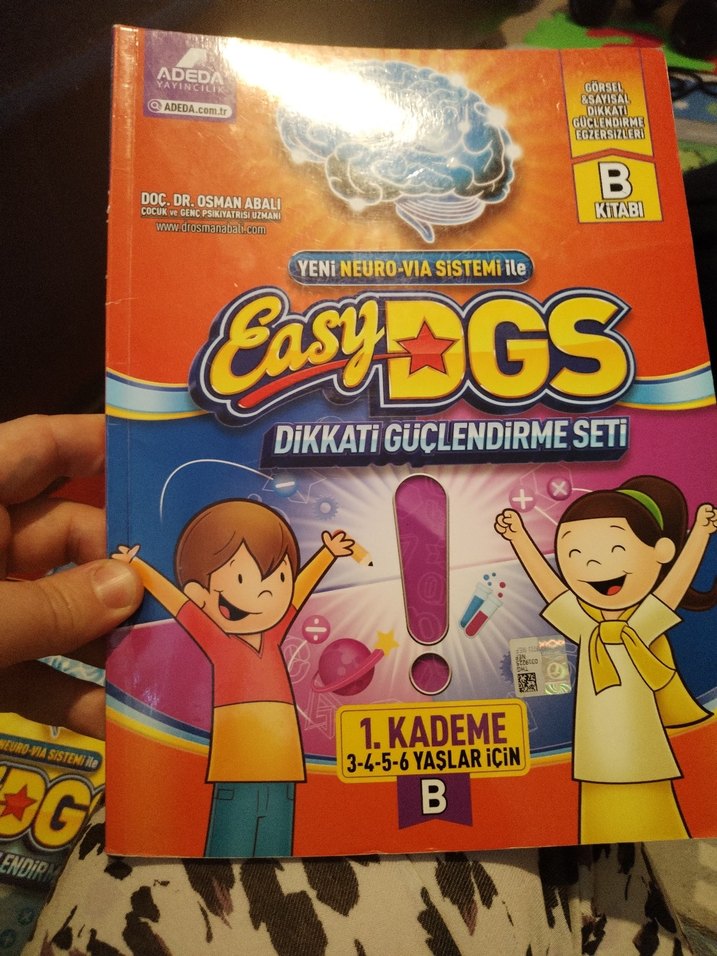 ADEDA
YAYINCILIK
ADEDA.com.tr
GÖRSEL
&SAYISAL
DİKKATİ
GÜÇLENDİRME
EGZERSİZLERİ
B
KİTABI
DOÇ. DR. OSMAN ABALI
ÇOCUK ve GENÇ PSİKİYATRİSİ UZMANI
www.drosmanabali.com
YENİ NEURO-VIA SİSTEMİ ile
Easy DGS
DİKKATİ GÜÇLENDİRME SETİ
!
1. KADEME
3-4-5-6 YAŞLAR İÇİN
B
NEURO-VIA SİSTEMİ ile
DG